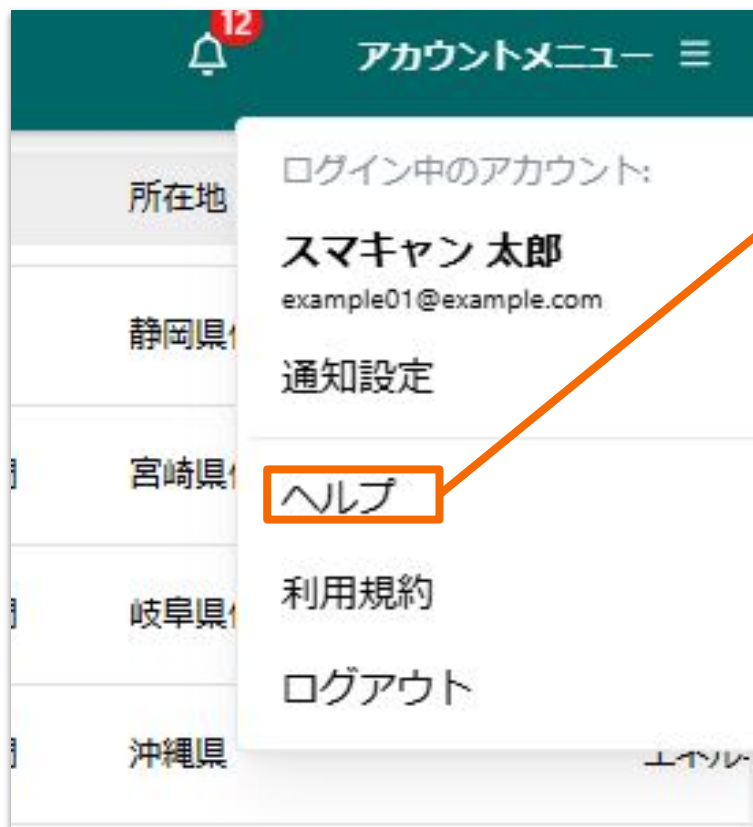 12
アカウントメニュー
ログイン中のアカウント:
所在地
スマキャン 太郎
example01@example.com
静岡県
通知設定
宮崎県
ヘルプ
利用規約
岐阜県
ログアウト
沖縄県
エネル